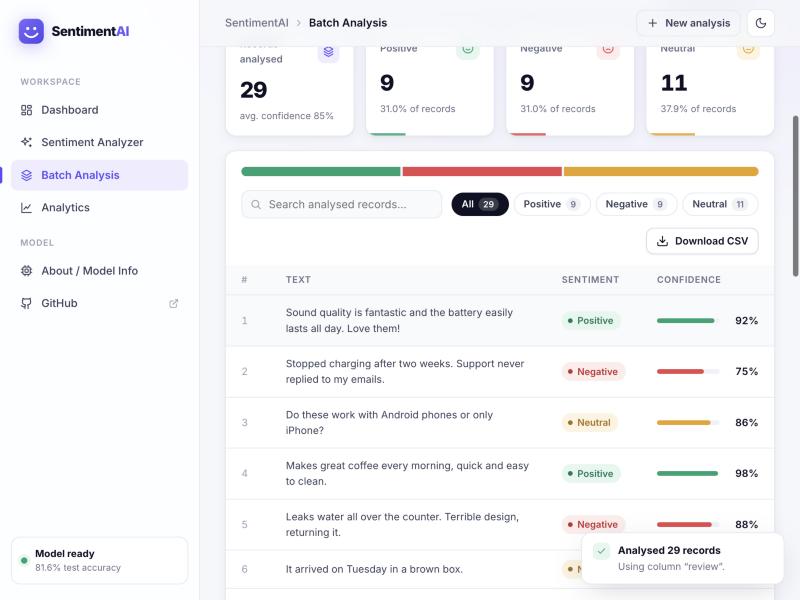 SentimentAI
SentimentAI > Batch Analysis
New analysis
WORKSPACE
Dashboard
Sentiment Analyzer
Batch Analysis
Analytics
MODEL
About / Model Info
GitHub
Model ready
81.6% test accuracy
analysed
29
avg. confidence 85%
Positive
9
31.0% of records
Negative
9
31.0% of records
Neutral
11
37.9% of records
Search analysed records...
All 29
Positive 9
Negative 9
Neutral 11
Download CSV
# TEXT SENTIMENT CONFIDENCE
1 Sound quality is fantastic and the battery easily
lasts all day. Love them!
Positive 92%
2 Stopped charging after two weeks. Support never
replied to my emails.
Negative 75%
3 Do these work with Android phones or only
iPhone?
Neutral 86%
4 Makes great coffee every morning, quick and easy
to clean.
Positive 98%
5 Leaks water all over the counter. Terrible design,
returning it.
Negative 88%
6 It arrived on Tuesday in a brown box.
Analysed 29 records
Using column “review”.